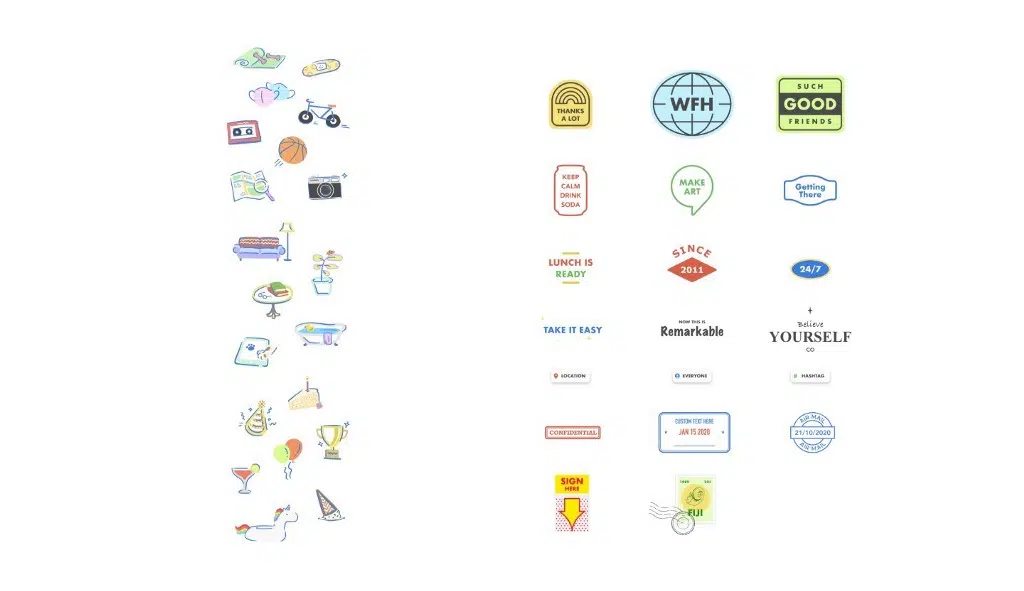 THANKS
A LOT
WFH
SUCH
GOOD
FRIENDS
KEEP
CALM
DRINK
SODA
MAKE
ART
Getting
There
LUNCH IS
READY
SINCE
2011
24/7
TAKE IT EASY
NOW THIS IS
Remarkable
Believe
YOURSELF
CO
LOCATION
EVERYONE
# HASHTAG
CONFIDENTIAL
CUSTOM TEXT HERE
JAN 15.2020
AIR MAIL
21/10/2020
AIR MAIL
SIGN
HERE
FIJI